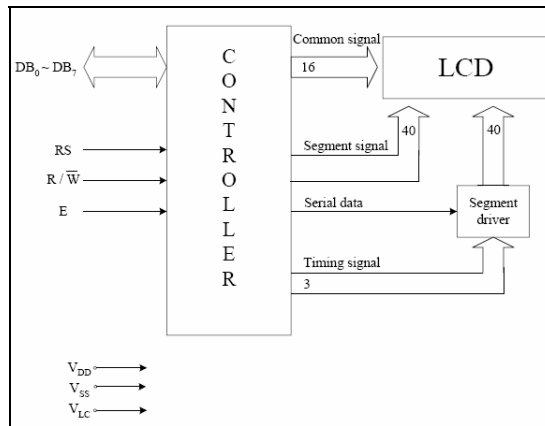 DB0 ~ DB7
RS
R / W̅
E
CONTROLLER
Common signal
16
LCD
40
40
Segment signal
Serial data
Segment
driver
Timing signal
3
VDD
VSS
VLC